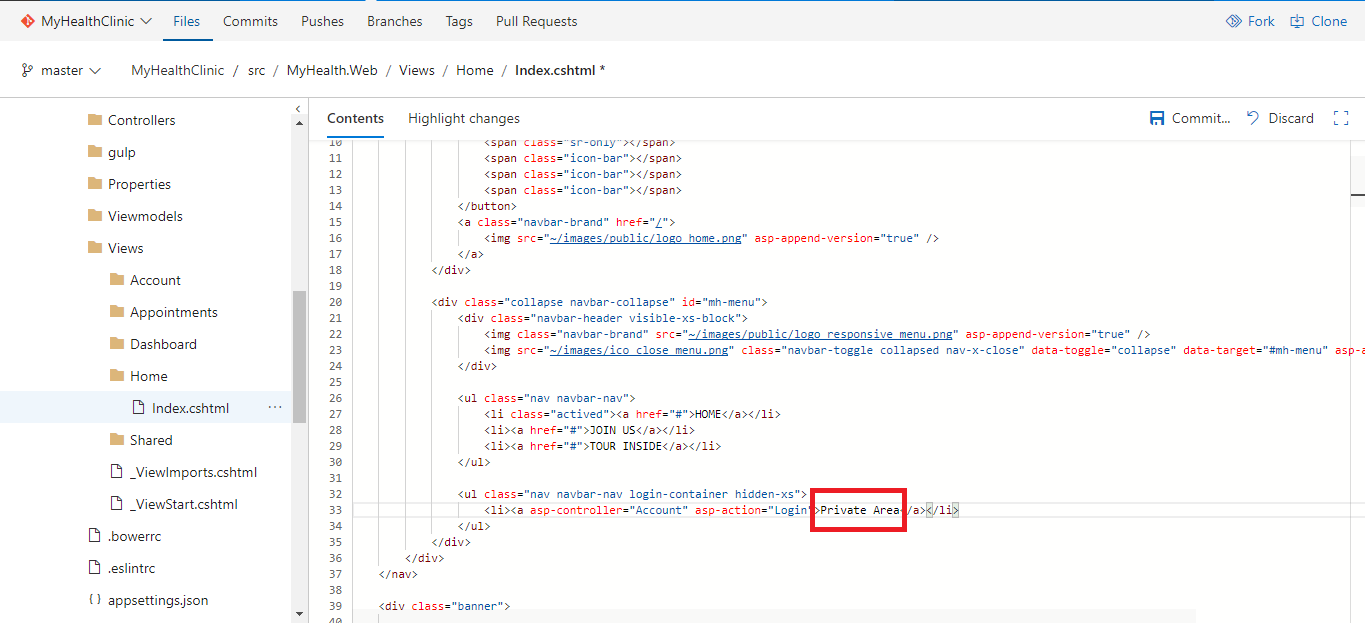 MyHealthClinic Files Commits Pushes Branches Tags Pull Requests Fork Clone
master MyHealthClinic / src / MyHealth.Web / Views / Home / Index.cshtml *
Controllers
gulp
Properties
Viewmodels
Views
Account
Appointments
Dashboard
Home
Index.cshtml ...
Shared
_ViewImports.cshtml
_ViewStart.cshtml
.bowerrc
.eslintrc
{} appsettings.json
Contents Highlight changes Commit... Discard
10 <span class="sr-only"></span>
11 <span class="icon-bar"></span>
12 <span class="icon-bar"></span>
13 <span class="icon-bar"></span>
14 </button>
15 <a class="navbar-brand" href="/">
16 <img src="~/images/public/logo_home.png" asp-append-version="true" />
17 </a>
18 </div>
19
20 <div class="collapse navbar-collapse" id="mh-menu">
21 <div class="navbar-header visible-xs-block">
22 <img class="navbar-brand" src="~/images/public/logo_responsive_menu.png" asp-append-version="true" />
23 <img src="~/images/ico_close_menu.png" class="navbar-toggle collapsed nav-x-close" data-toggle="collapse" data-target="#mh-menu" asp-a
24 </div>
25
26 <ul class="nav navbar-nav">
27 <li class="actived"><a href="#">HOME</a></li>
28 <li><a href="#">JOIN US</a></li>
29 <li><a href="#">TOUR INSIDE</a></li>
30 </ul>
31
32 <ul class="nav navbar-nav login-container hidden-xs">
33 <li><a asp-controller="Account" asp-action="Login">Private Area</a></li>
34 </ul>
35 </div>
36 </div>
37 </nav>
38
39 <div class="banner">
40